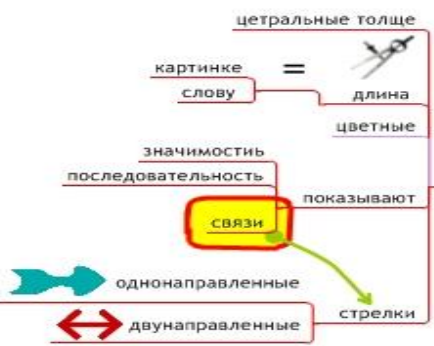 цетральные толще
картинке
=
слову
длина
цветные
значимостиь
последовательность
показывают
связи
однонаправленные
стрелки
двунаправленные